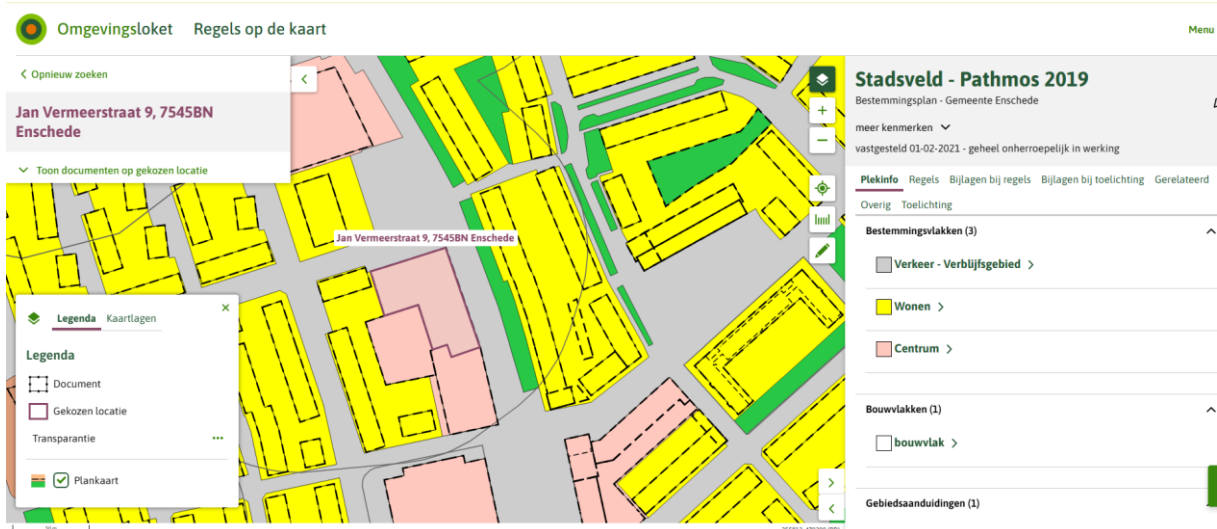 Omgevingsloket Regels op de kaart
Menu
Opnieuw zoeken
Jan Vermeerstraat 9, 7545BN
Enschede
Toon documenten op gekozen locatie
Jan Vermeerstraat 9, 7545BN Enschede
Legenda Kaartlagen
Legenda
Document
Gekozen locatie
Transparantie
Plankaart
Stadsveld - Pathmos 2019
Bestemmingsplan - Gemeente Enschede
meer kenmerken
vastgesteld 01-02-2021 - geheel onherroepelijk in werking
Plekinfo Regels Bijlagen bij regels Bijlagen bij toelichting Gerelateerd
Overig Toelichting
Bestemmingsvlakken (3)
Verkeer - Verblijfsgebied
Wonen
Centrum
Bouwvlakken (1)
bouwvlak
Gebiedsaanduidingen (1)